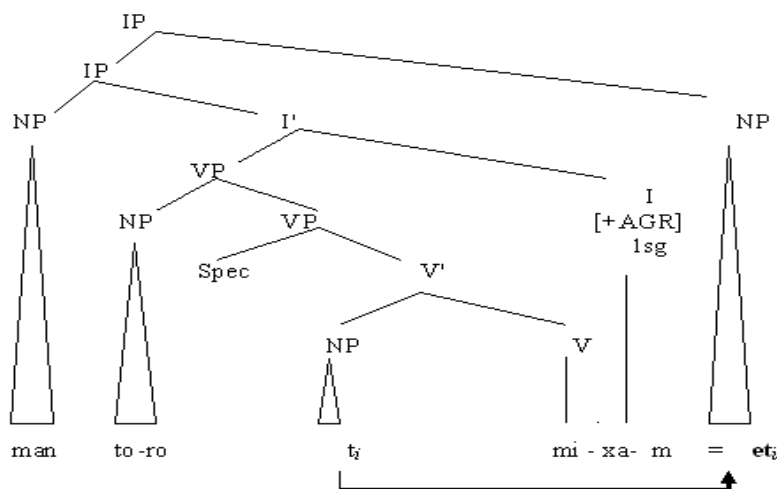 IP
IP
NP I' NP
VP I
NP VP [+AGR]
1sg
Spec V'
NP V
man to-ro t_i mi - xa- m = et_i